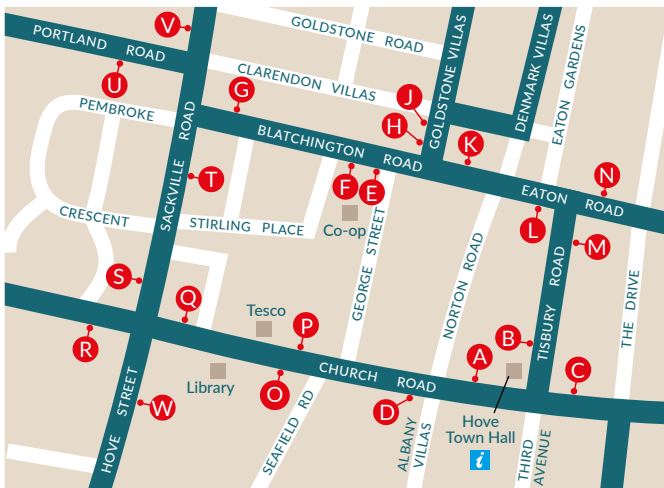 V
GOLDSTONE ROAD
PORTLAND ROAD
GOLDSTONE VILLAS
DENMARK VILLAS
EATON GARDENS
U
CLARENDON VILLAS
G
J
PEMBROKE
H
BLATCHINGTON ROAD
K
SACKVILLE ROAD
T
F
E
N
EATON ROAD
L
CRESCENT
STIRLING PLACE
Co-op
M
GEORGE STREET
NORTON ROAD
TISBURY ROAD
THE DRIVE
S
Q
Tesco
P
B
R
A
C
Library
O
CHURCH ROAD
D
W
HOVE STREET
SEAFIELD RD
ALBANY
VILLAS
Hove
Town Hall
i
THIRD
AVENUE